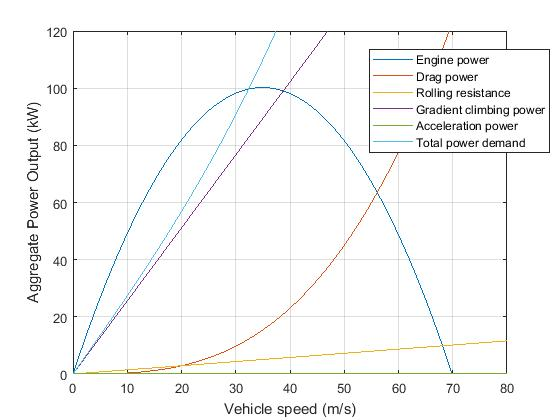 120
100
80
60
40
20
0
Aggregate Power Output (kW)
Engine power
Drag power
Rolling resistance
Gradient climbing power
Acceleration power
Total power demand
0 10 20 30 40 50 60 70 80
Vehicle speed (m/s)